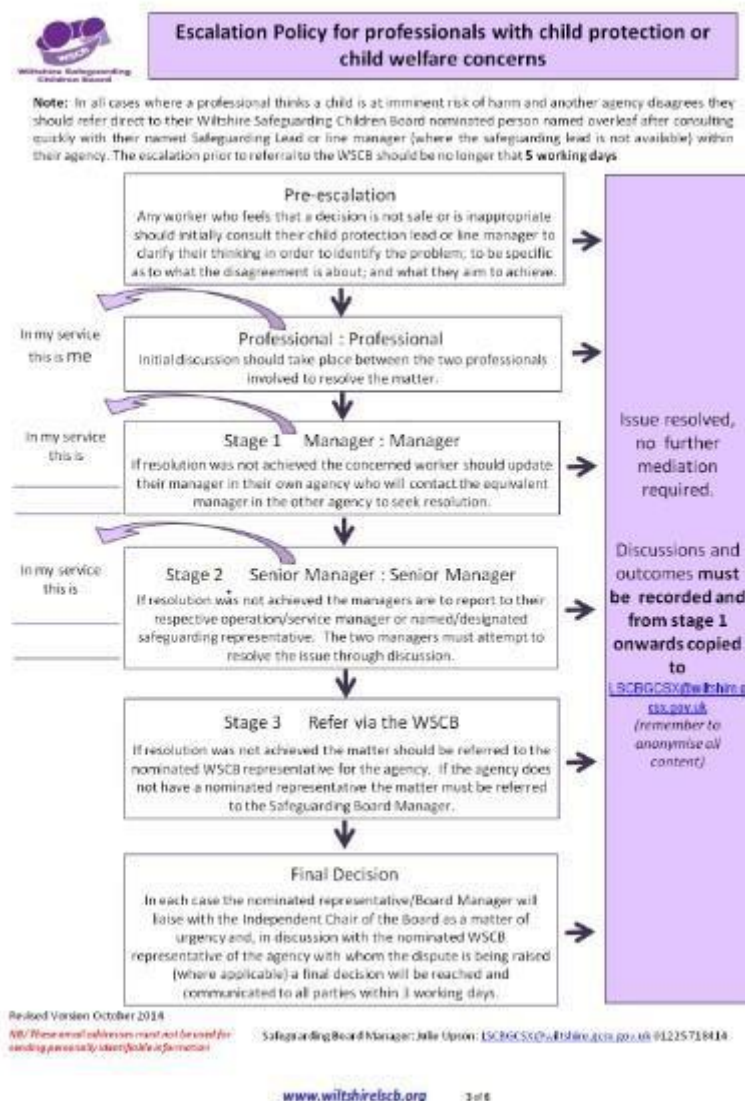 WSCB
Wiltshire Safeguarding
Children Board
Escalation Policy for professionals with child protection or
child welfare concerns
Note: In all cases where a professional thinks a child is at imminent risk of harm and another agency disagrees they
should refer direct to their Wiltshire Safeguarding Children Board nominated person named overleaf after consulting
quickly with their named Safeguarding Lead or line manager (where the safeguarding lead is not available) within
their agency. The escalation prior to referral to the WSCB should be no longer that 5 working days
Pre-escalation
Any worker who feels that a decision is not safe or is inappropriate
should initially consult their child protection lead or line manager to
clarify their thinking in order to identify the problem; to be specific
as to what the disagreement is about; and what they aim to achieve.
In my service
this is me
Professional : Professional
Initial discussion should take place between the two professionals
involved to resolve the matter.
In my service
this is
Stage 1 Manager : Manager
If resolution was not achieved the concerned worker should update
their manager in their own agency who will contact the equivalent
manager in the other agency to seek resolution.
In my service
this is
Stage 2 Senior Manager : Senior Manager
If resolution was not achieved the managers are to report to their
respective operation/service manager or named/designated
safeguarding representative. The two managers must attempt to
resolve the issue through discussion.
Stage 3 Refer via the WSCB
If resolution was not achieved the matter should be referred to the
nominated WSCB representative for the agency. If the agency does
not have a nominated representative the matter must be referred
to the Safeguarding Board Manager.
Final Decision
In each case the nominated representative/Board Manager will
liaise with the Independent Chair of the Board as a matter of
urgency and, in discussion with the nominated WSCB
representative of the agency with whom the dispute is being raised
(where applicable) a final decision will be reached and
communicated to all parties within 3 working days.
Issue resolved,
no further
mediation
required.
Discussions and
outcomes must
be recorded and
from stage 1
onwards copied
to
LSCBGCSX@wiltshire.g
csx.gov.uk
(remember to
anonymise all
content)
Revised Version October 2014
NB/ These email addresses must not be used for
sending personally identifiable information
Safeguarding Board Manager: Julie Upson: LSCBGCSX@wiltshire.gcsx.gov.uk 01225 718414
www.wiltshirelscb.org 3 of 6